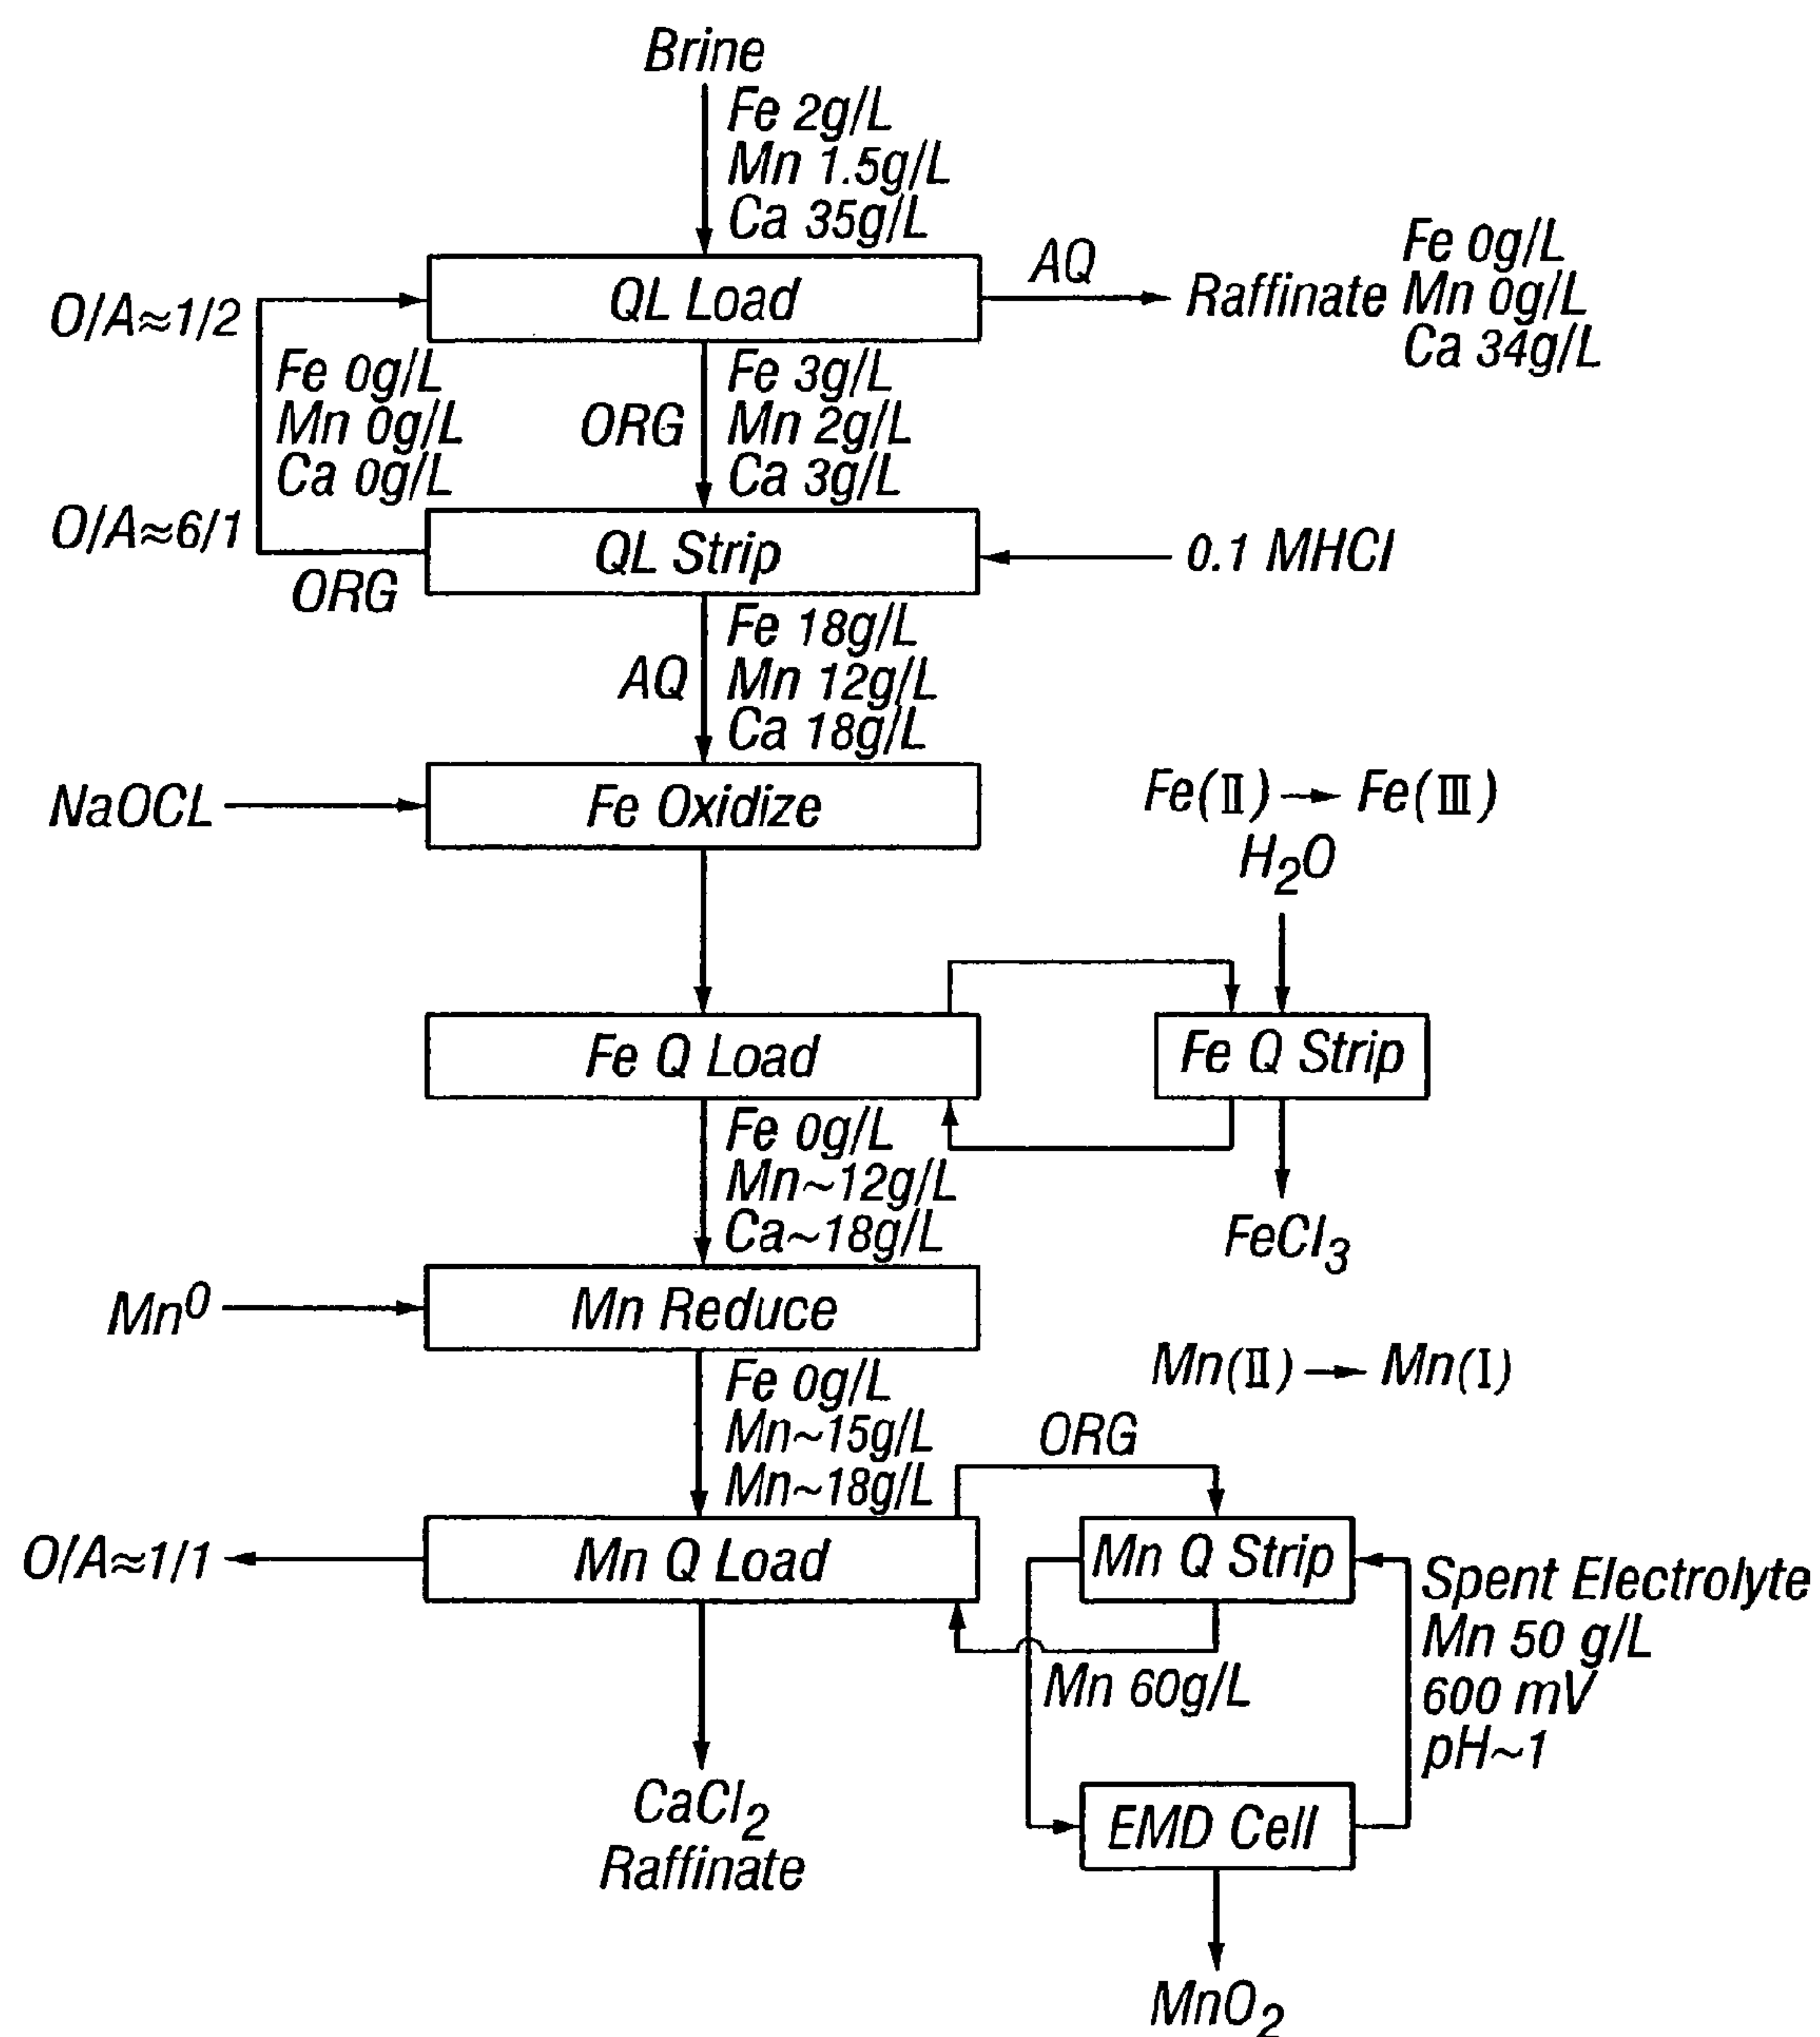 Brine
Fe 2g/L
Mn 1.5g/L
Ca 35g/L
QL Load
AQ
Raffinate
Fe 0g/L
Mn 0g/L
Ca 34g/L
O/A≈1/2
Fe 0g/L
Mn 0g/L
Ca 0g/L
ORG
Fe 3g/L
Mn 2g/L
Ca 3g/L
O/A≈6/1
ORG
QL Strip
0.1 MHCl
AQ
Fe 18g/L
Mn 12g/L
Ca 18g/L
NaOCL
Fe Oxidize
Fe(II) → Fe(III)
H2O
Fe Q Load
Fe Q Strip
FeCl3
Fe 0g/L
Mn~12g/L
Ca~18g/L
Mn0
Mn Reduce
Mn(II) → Mn(I)
Fe 0g/L
Mn~15g/L
Mn~18g/L
ORG
O/A≈1/1
Mn Q Load
Mn Q Strip
Spent Electrolyte
Mn 50 g/L
600 mV
pH~1
Mn 60g/L
CaCl2
Raffinate
EMD Cell
MnO2